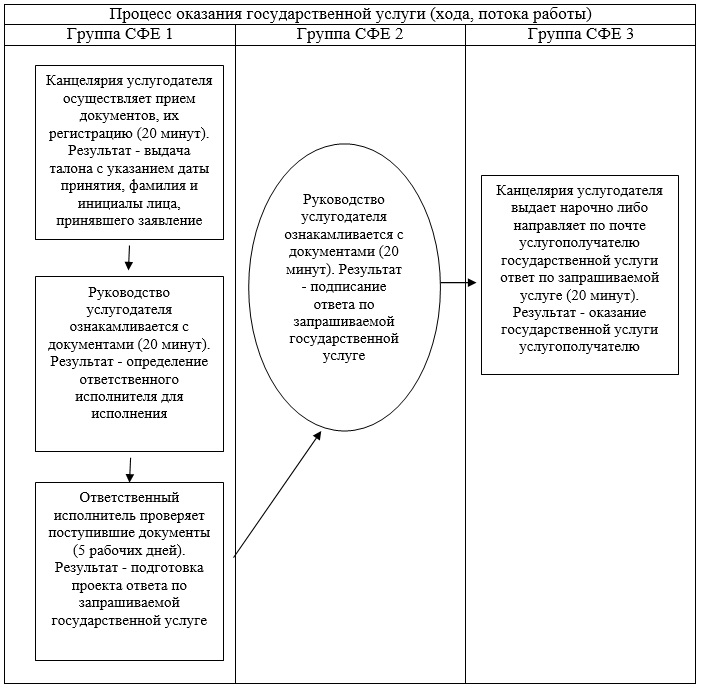 Процесс оказания государственной услуги (хода, потока работы)
Группа СФЕ 1
Группа СФЕ 2
Группа СФЕ 3
Канцелярия услугодателя
осуществляет прием
документов, их
регистрацию (20 минут).
Результат - выдача
талона с указанием даты
принятия, фамилия и
инициалы лица,
принявшего заявление
Руководство
услугодателя
ознакамливается с
документами (20 минут).
Результат - определение
ответственного
исполнителя для
исполнения
Ответственный
исполнитель проверяет
поступившие документы
(5 рабочих дней).
Результат - подготовка
проекта ответа по
запрашиваемой
государственной услуге
Руководство
услугодателя
ознакамливается с
документами (20
минут). Результат
- подписание
ответа по
запрашиваемой
государственной
услуге
Канцелярия услугодателя
выдает нарочно либо
направляет по почте
услугополучателю
государственной услуги
ответ по запрашиваемой
услуге (20 минут).
Результат - оказание
государственной услуги
услугополучателю